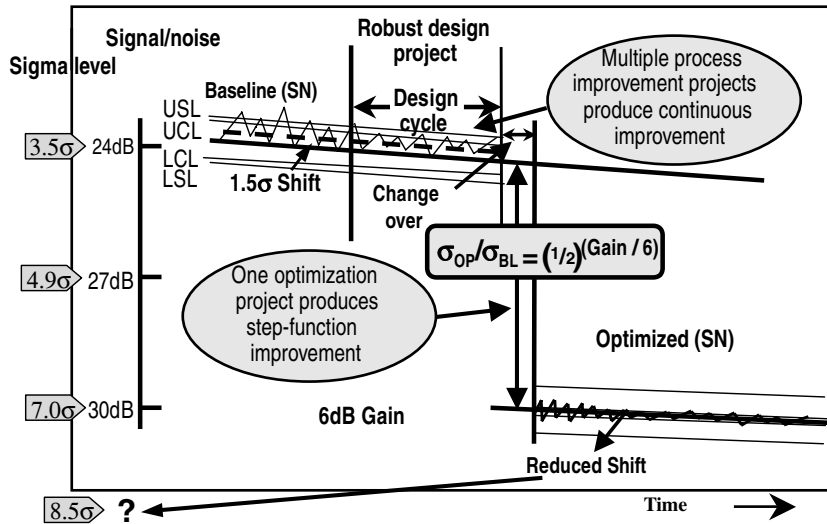 Signal/noise
Sigma level
Robust design
project
Baseline (SN)
Design
cycle
Multiple process
improvement projects
produce continuous
improvement
USL
UCL
3.5σ
24dB
LCL
LSL
1.5σ Shift
Change
over
σOP/σBL = (1/2)(Gain / 6)
4.9σ
27dB
One optimization
project produces
step-function
improvement
Optimized (SN)
7.0σ
30dB
6dB Gain
Reduced Shift
8.5σ
?
Time